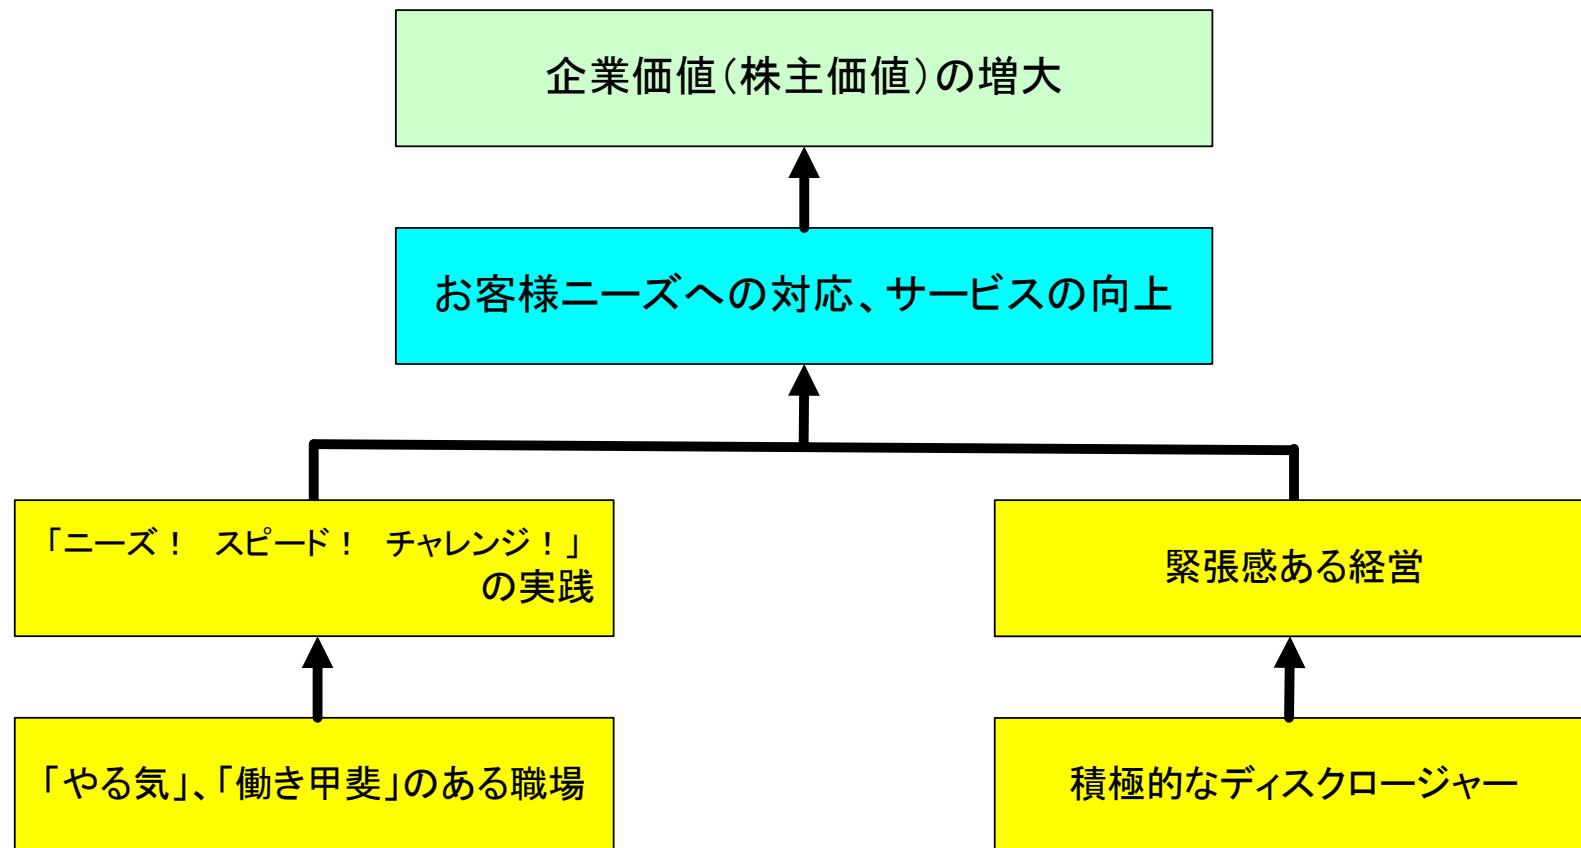 企業価値（株主価値）の増大
お客様ニーズへの対応、サービスの向上
「ニーズ！　スピード！　チャレンジ！」
の実践
緊張感ある経営
「やる気」、「働き甲斐」のある職場
積極的なディスクロージャー